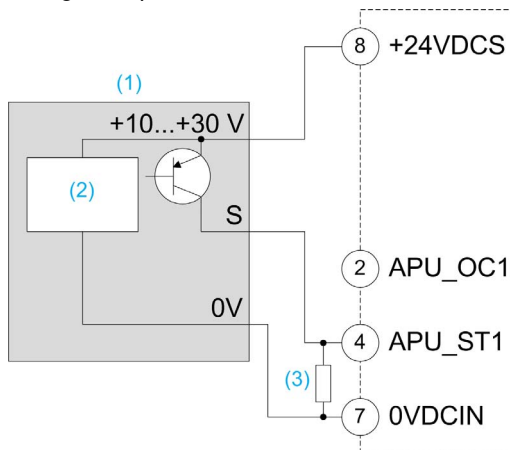 8 +24VDCS
(1)
+10...+30 V
(2)
S
2 APU_OC1
0V
4 APU_ST1
(3)
7 0VDCIN